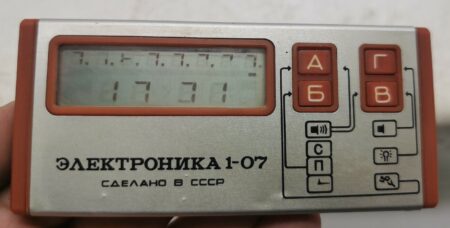 17 31
А Г
Б В
С
П
ЭЛЕКТРОНИКА 1-07
СДЕЛАНО В СССР